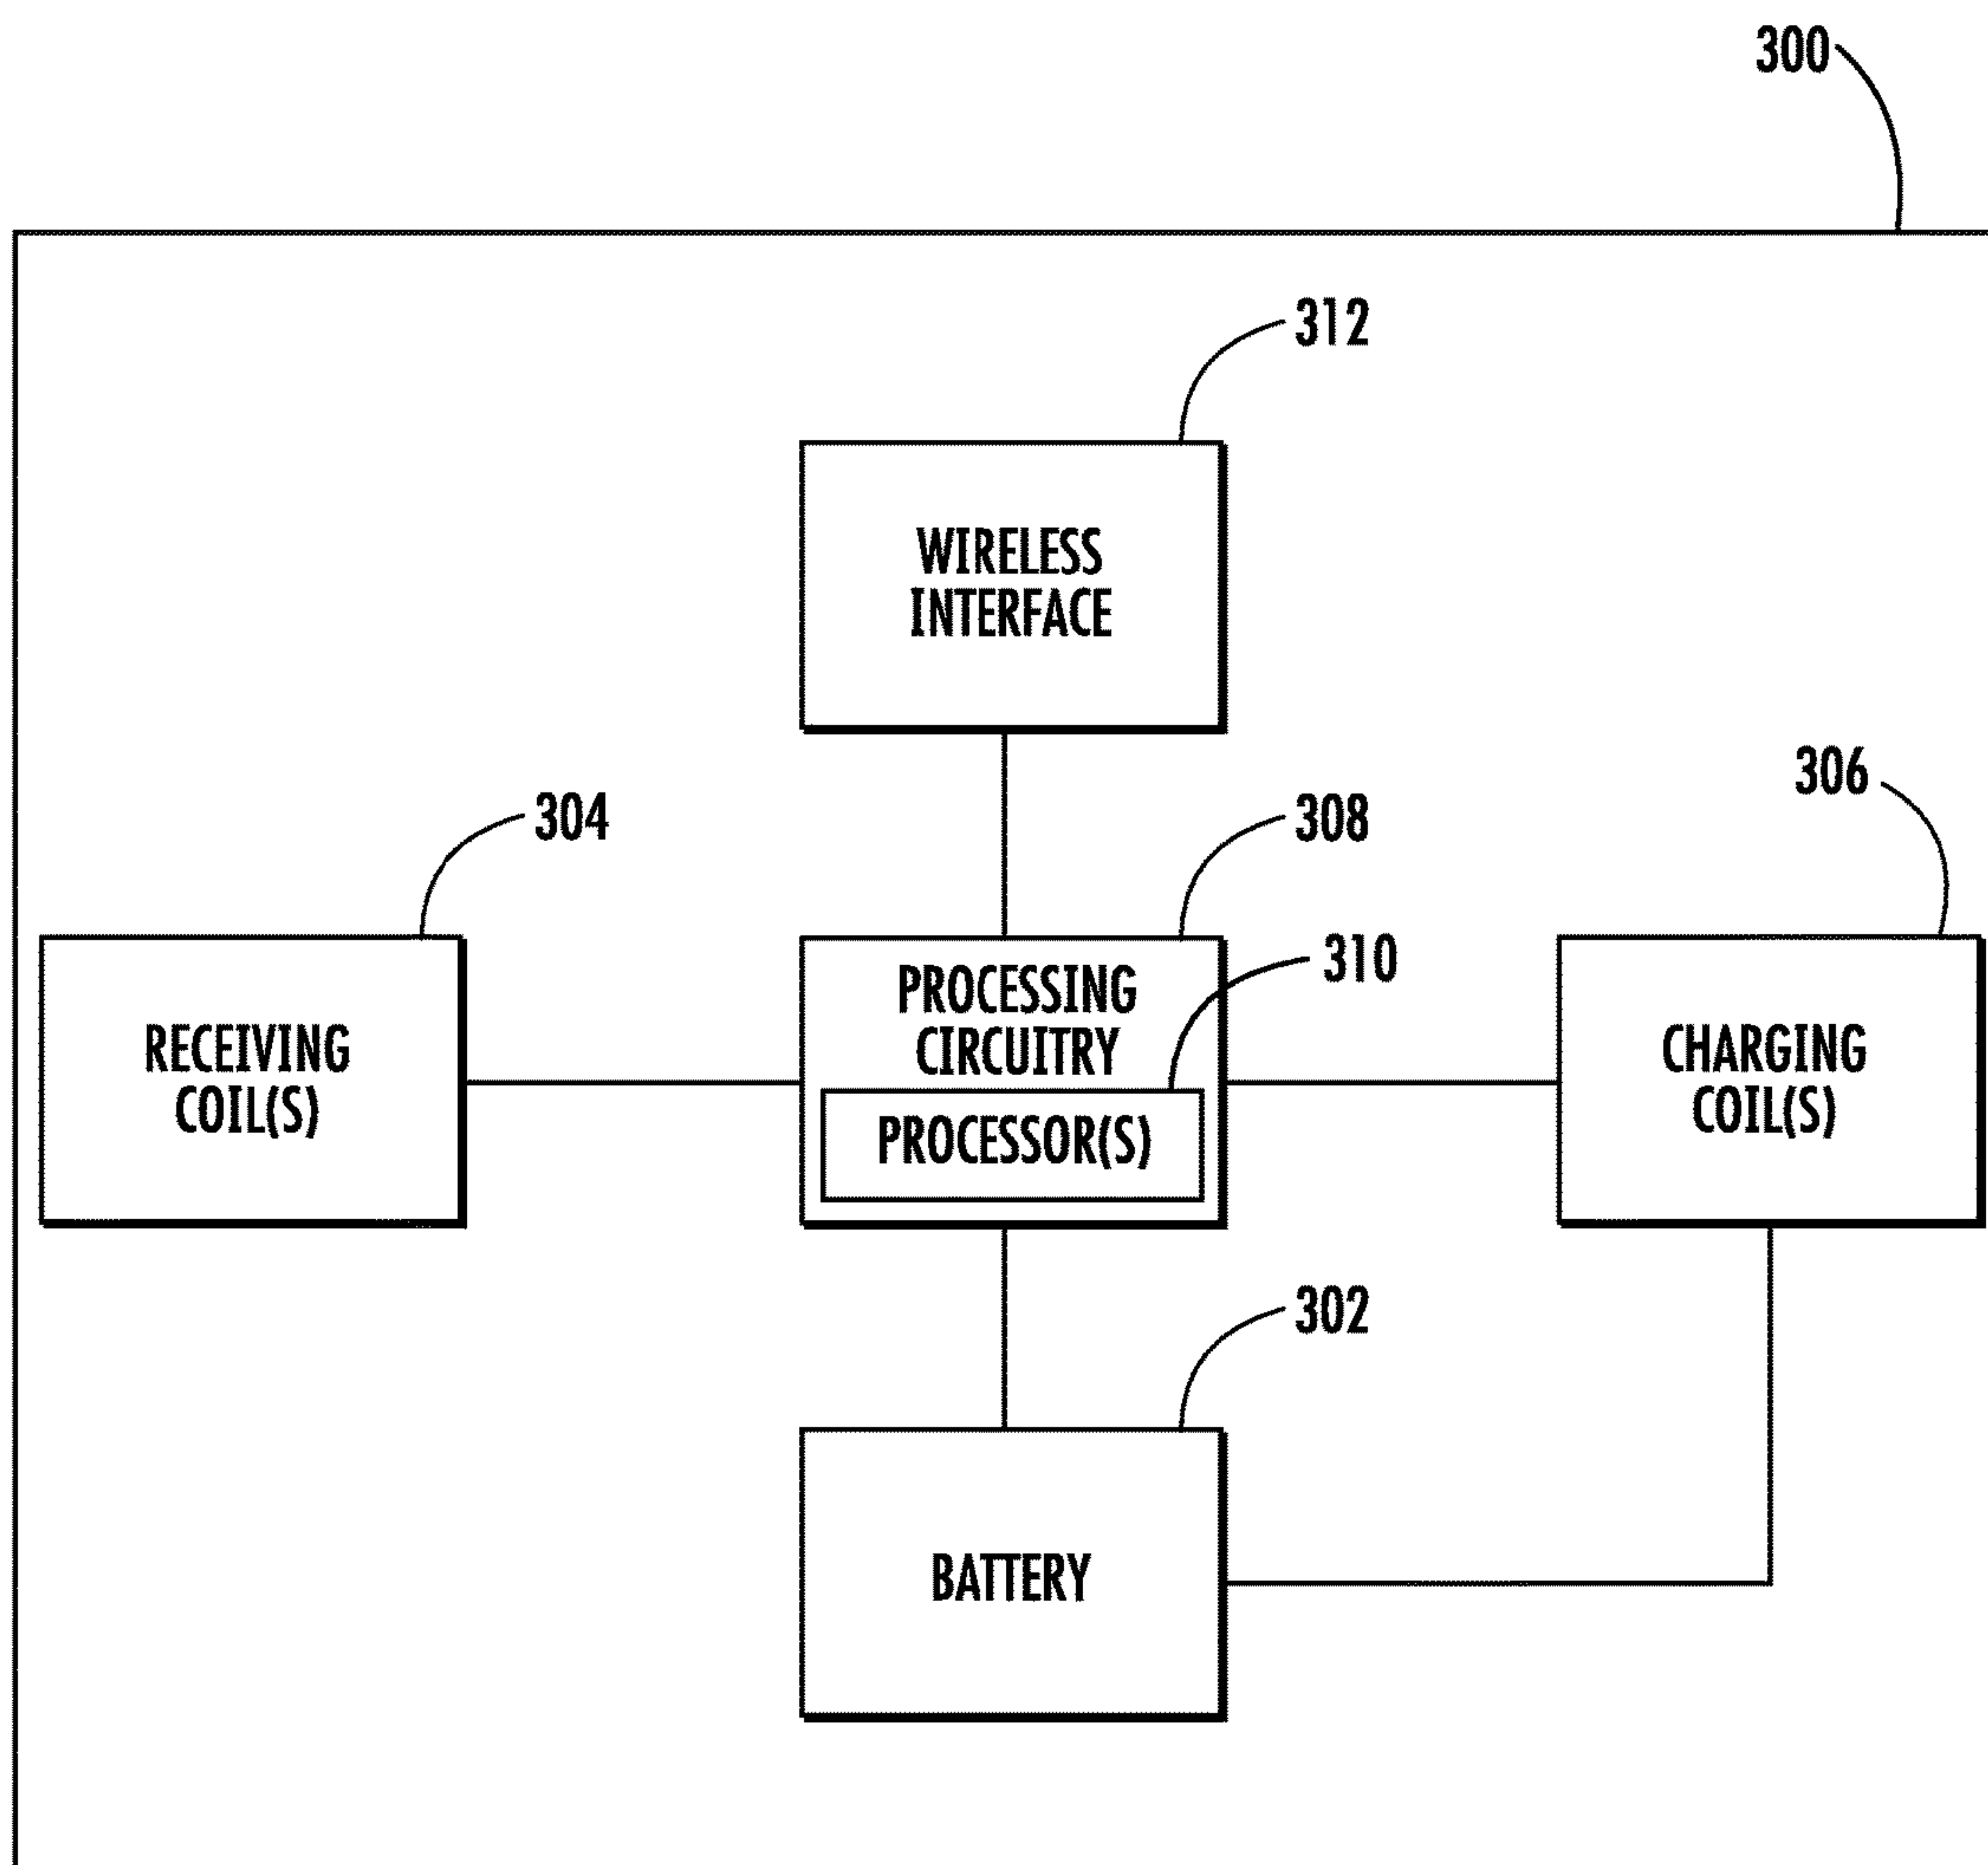 300
312
WIRELESS
INTERFACE
306
304
308
310
PROCESSING
CIRCUITRY
RECEIVING
COIL(S)
CHARGING
COIL(S)
PROCESSOR(S)
302
BATTERY